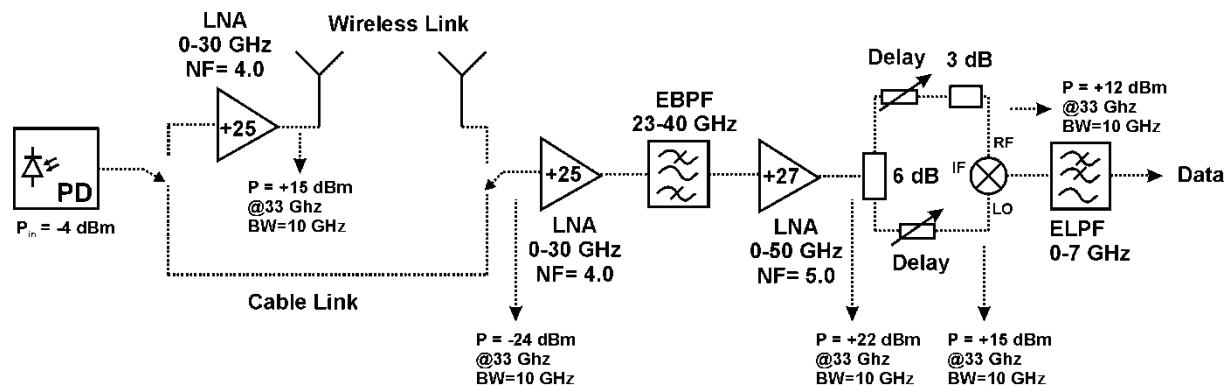 LNA
0-30 GHz
NF= 4.0
Wireless Link
+25
PD
P_in = -4 dBm
P = +15 dBm
@33 Ghz
BW=10 GHz
Cable Link
+25
LNA
0-30 GHz
NF= 4.0
P = -24 dBm
@33 Ghz
BW=10 GHz
EBPF
23-40 GHz
+27
LNA
0-50 GHz
NF= 5.0
6 dB
Delay
3 dB
Delay
RF
IF
LO
P = +12 dBm
@33 Ghz
BW=10 GHz
ELPF
0-7 GHz
Data
P = +22 dBm
@33 Ghz
BW=10 GHz
P = +15 dBm
@33 Ghz
BW=10 GHz